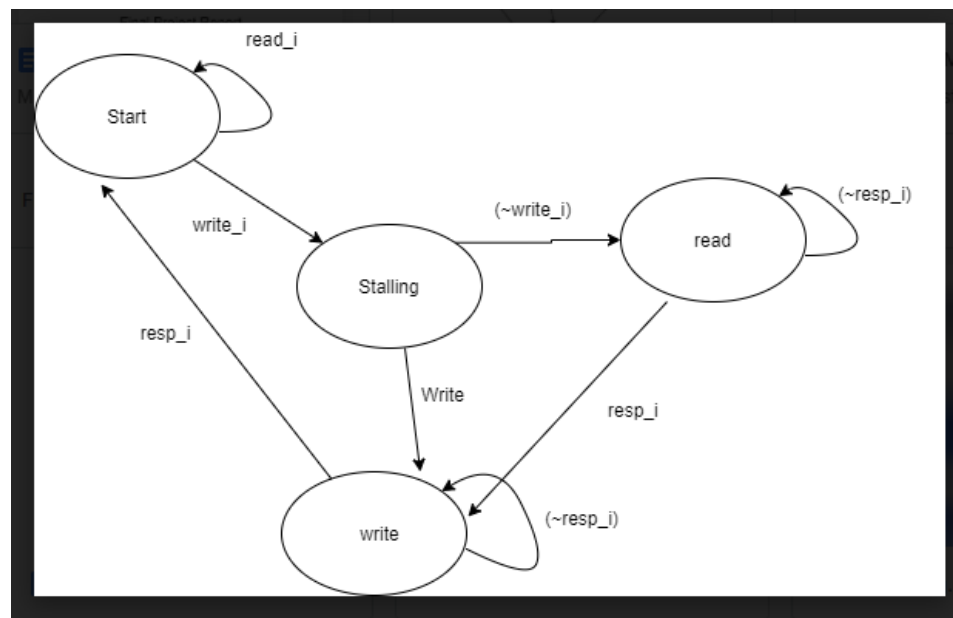 read_i
Start
write_i
(~write_i)
(~resp_i)
read
Stalling
resp_i
Write
resp_i
write
(~resp_i)